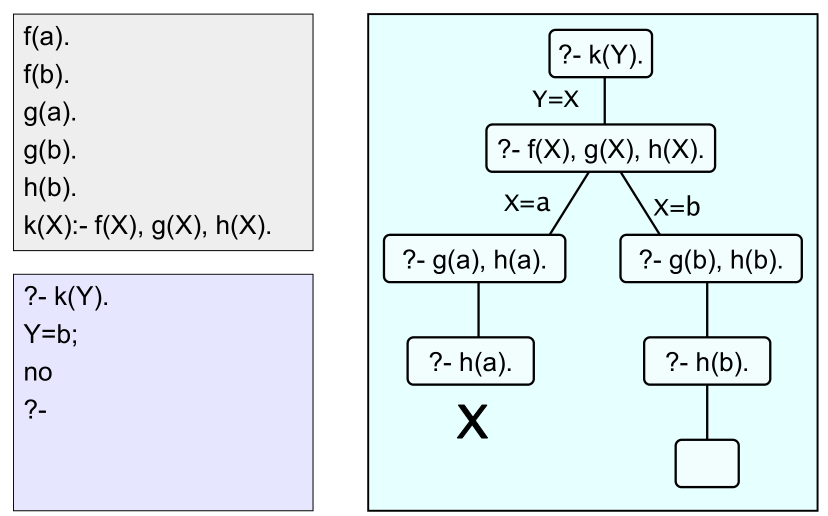 f(a).
f(b).
g(a).
g(b).
h(b).
k(X):- f(X), g(X), h(X).
?- k(Y).
Y=b;
no
?-
?- k(Y).
Y=X
?- f(X), g(X), h(X).
X=a
X=b
?- g(a), h(a).
?- g(b), h(b).
?- h(a).
?- h(b).
X